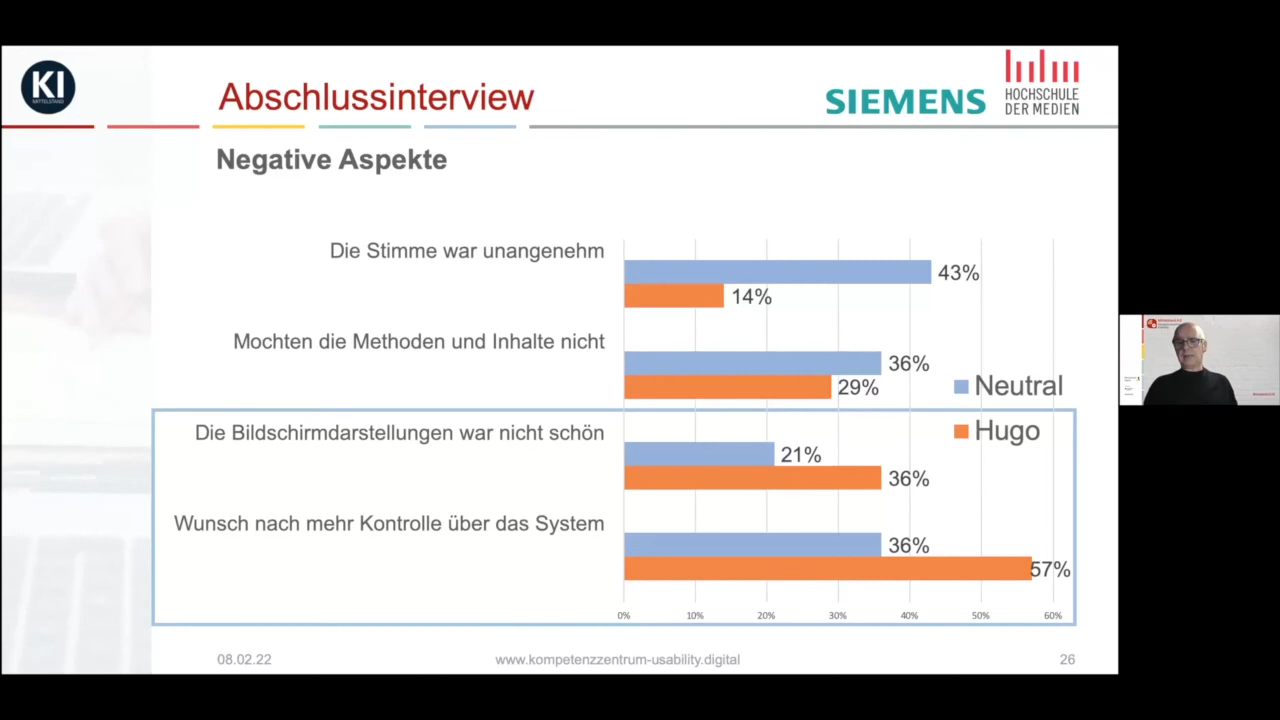 KI
MITTELSTAND
Abschlussinterview
SIEMENS
HOCHSCHULE
DER MEDIEN
Negative Aspekte
Die Stimme war unangenehm
43%
14%
Mochten die Methoden und Inhalte nicht
36%
29%
Neutral
Hugo
Die Bildschirmdarstellungen war nicht schön
21%
36%
Wunsch nach mehr Kontrolle über das System
36%
57%
0% 10% 20% 30% 40% 50% 60%
08.02.22
www.kompetenzzentrum-usability.digital
26